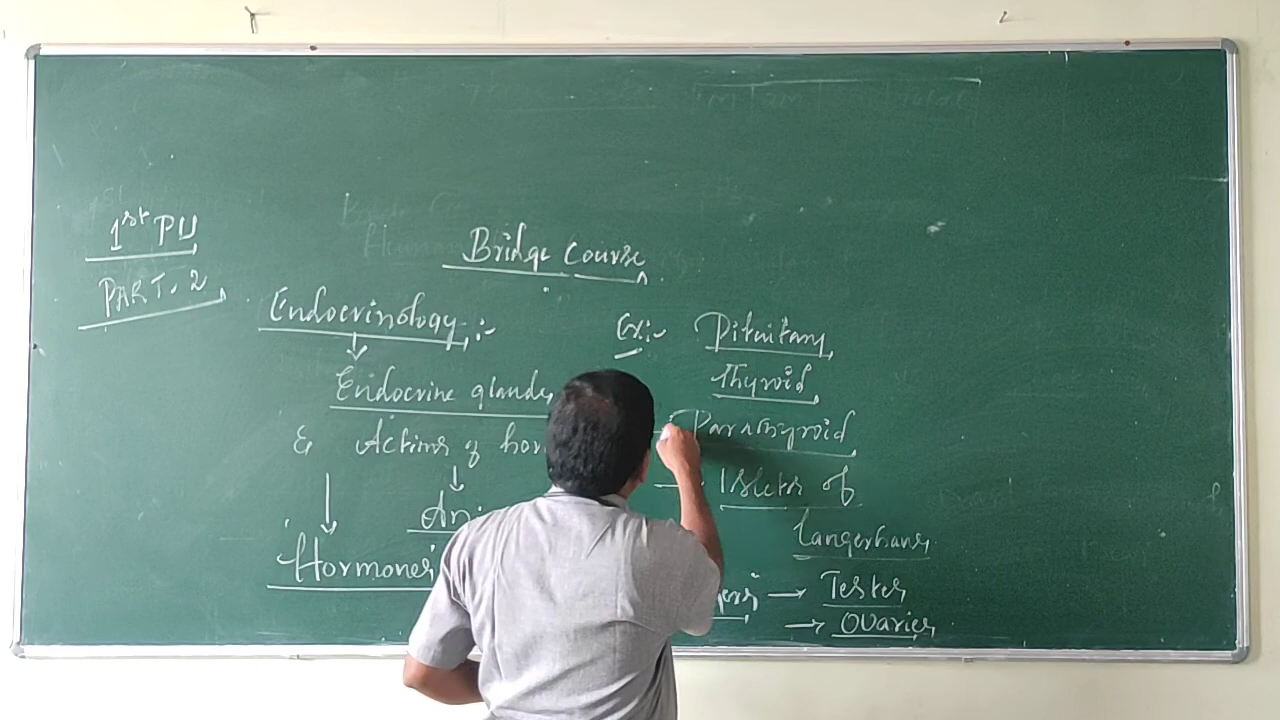 1st PU
PART. 2
Bridge Course
Endocrinology :-
Endocrine glands
& Actions of
Hormones
Ex:- Pituitary
Thyroid
Parathyroid
Islets of
Langerhans
→ Testes
→ Ovaries